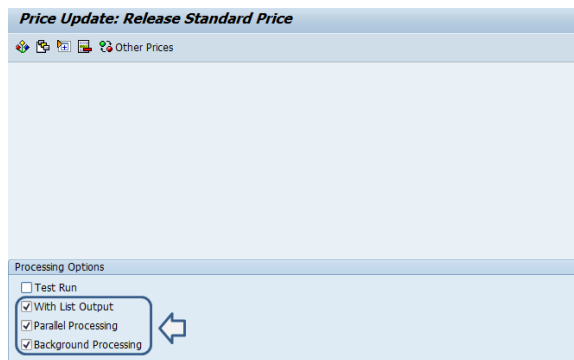 Price Update: Release Standard Price
Other Prices
Processing Options
Test Run
With List Output
Parallel Processing
Background Processing